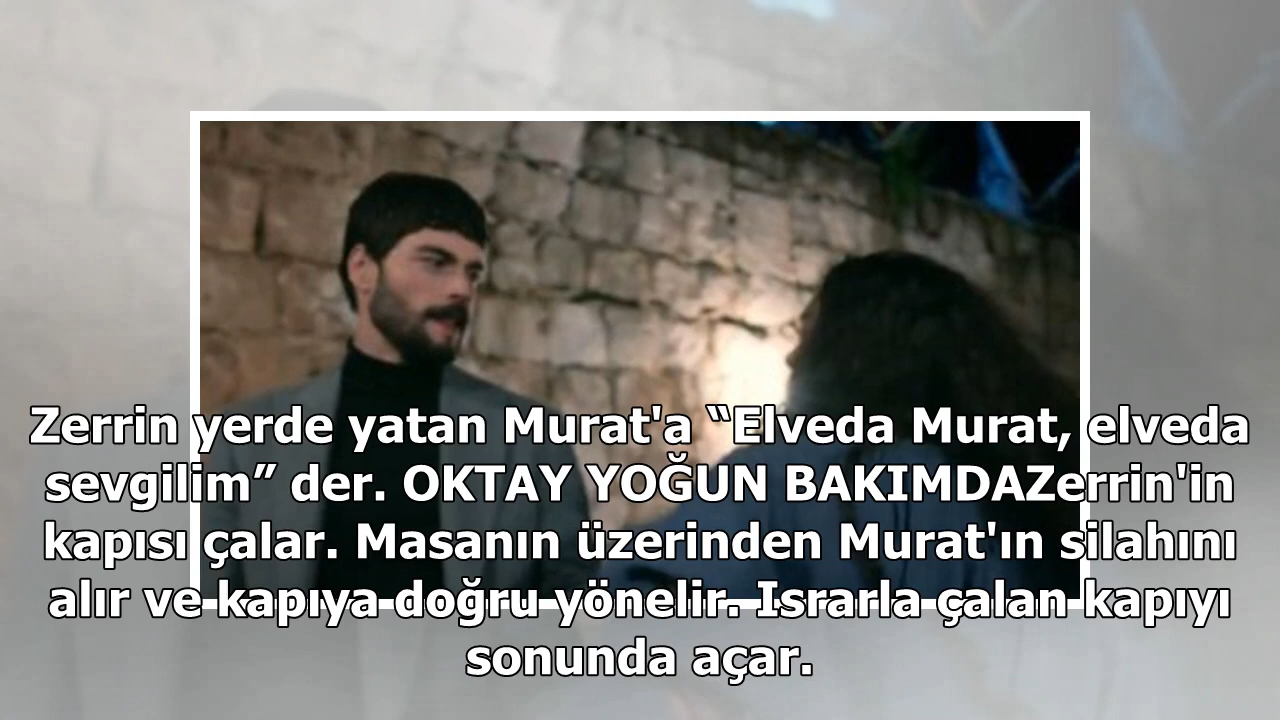 Zerrin yerde yatan Murat'a “Elveda Murat, elveda
sevgilim” der. OKTAY YOĞUN BAKIMDAZerrin'in
kapısı çalar. Masanın üzerinden Murat'ın silahını
alır ve kapıya doğru yönelir. Israrla çalan kapıyı
sonunda açar.